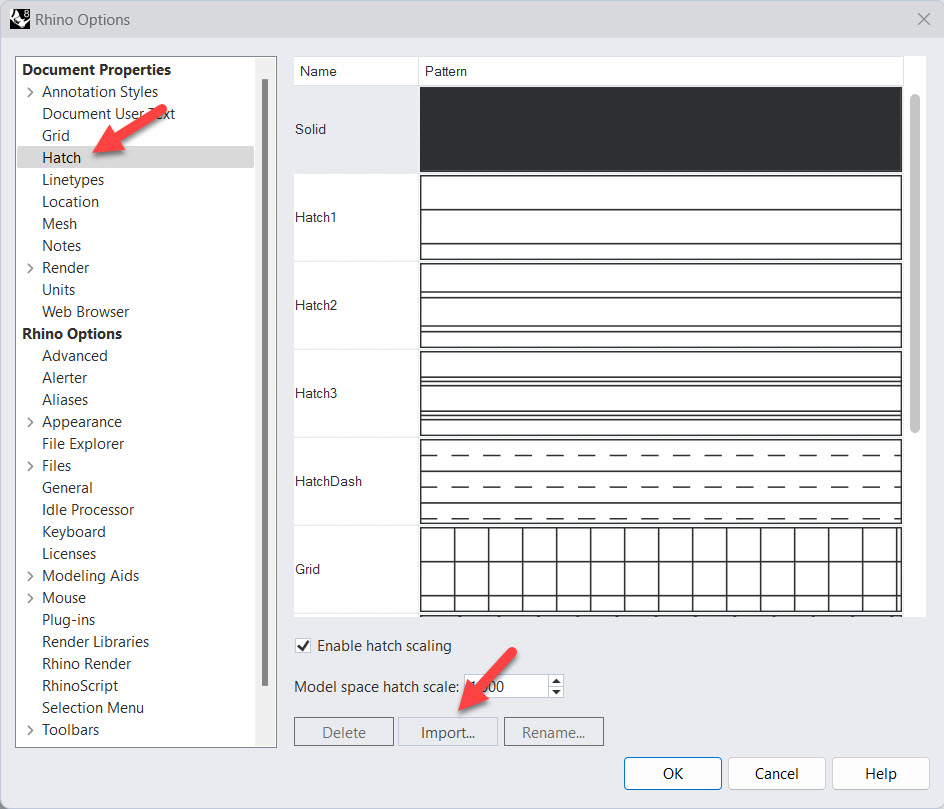 Rhino Options
Document Properties
Annotation Styles
Document User Text
Grid
Hatch
Linetypes
Location
Mesh
Notes
Render
Units
Web Browser
Rhino Options
Advanced
Alerter
Aliases
Appearance
File Explorer
Files
General
Idle Processor
Keyboard
Licenses
Modeling Aids
Mouse
Plug-ins
Render Libraries
Rhino Render
RhinoScript
Selection Menu
Toolbars
Name Pattern
Solid
Hatch1
Hatch2
Hatch3
HatchDash
Grid
Enable hatch scaling
Model space hatch scale:
Delete Import... Rename...
OK Cancel Help